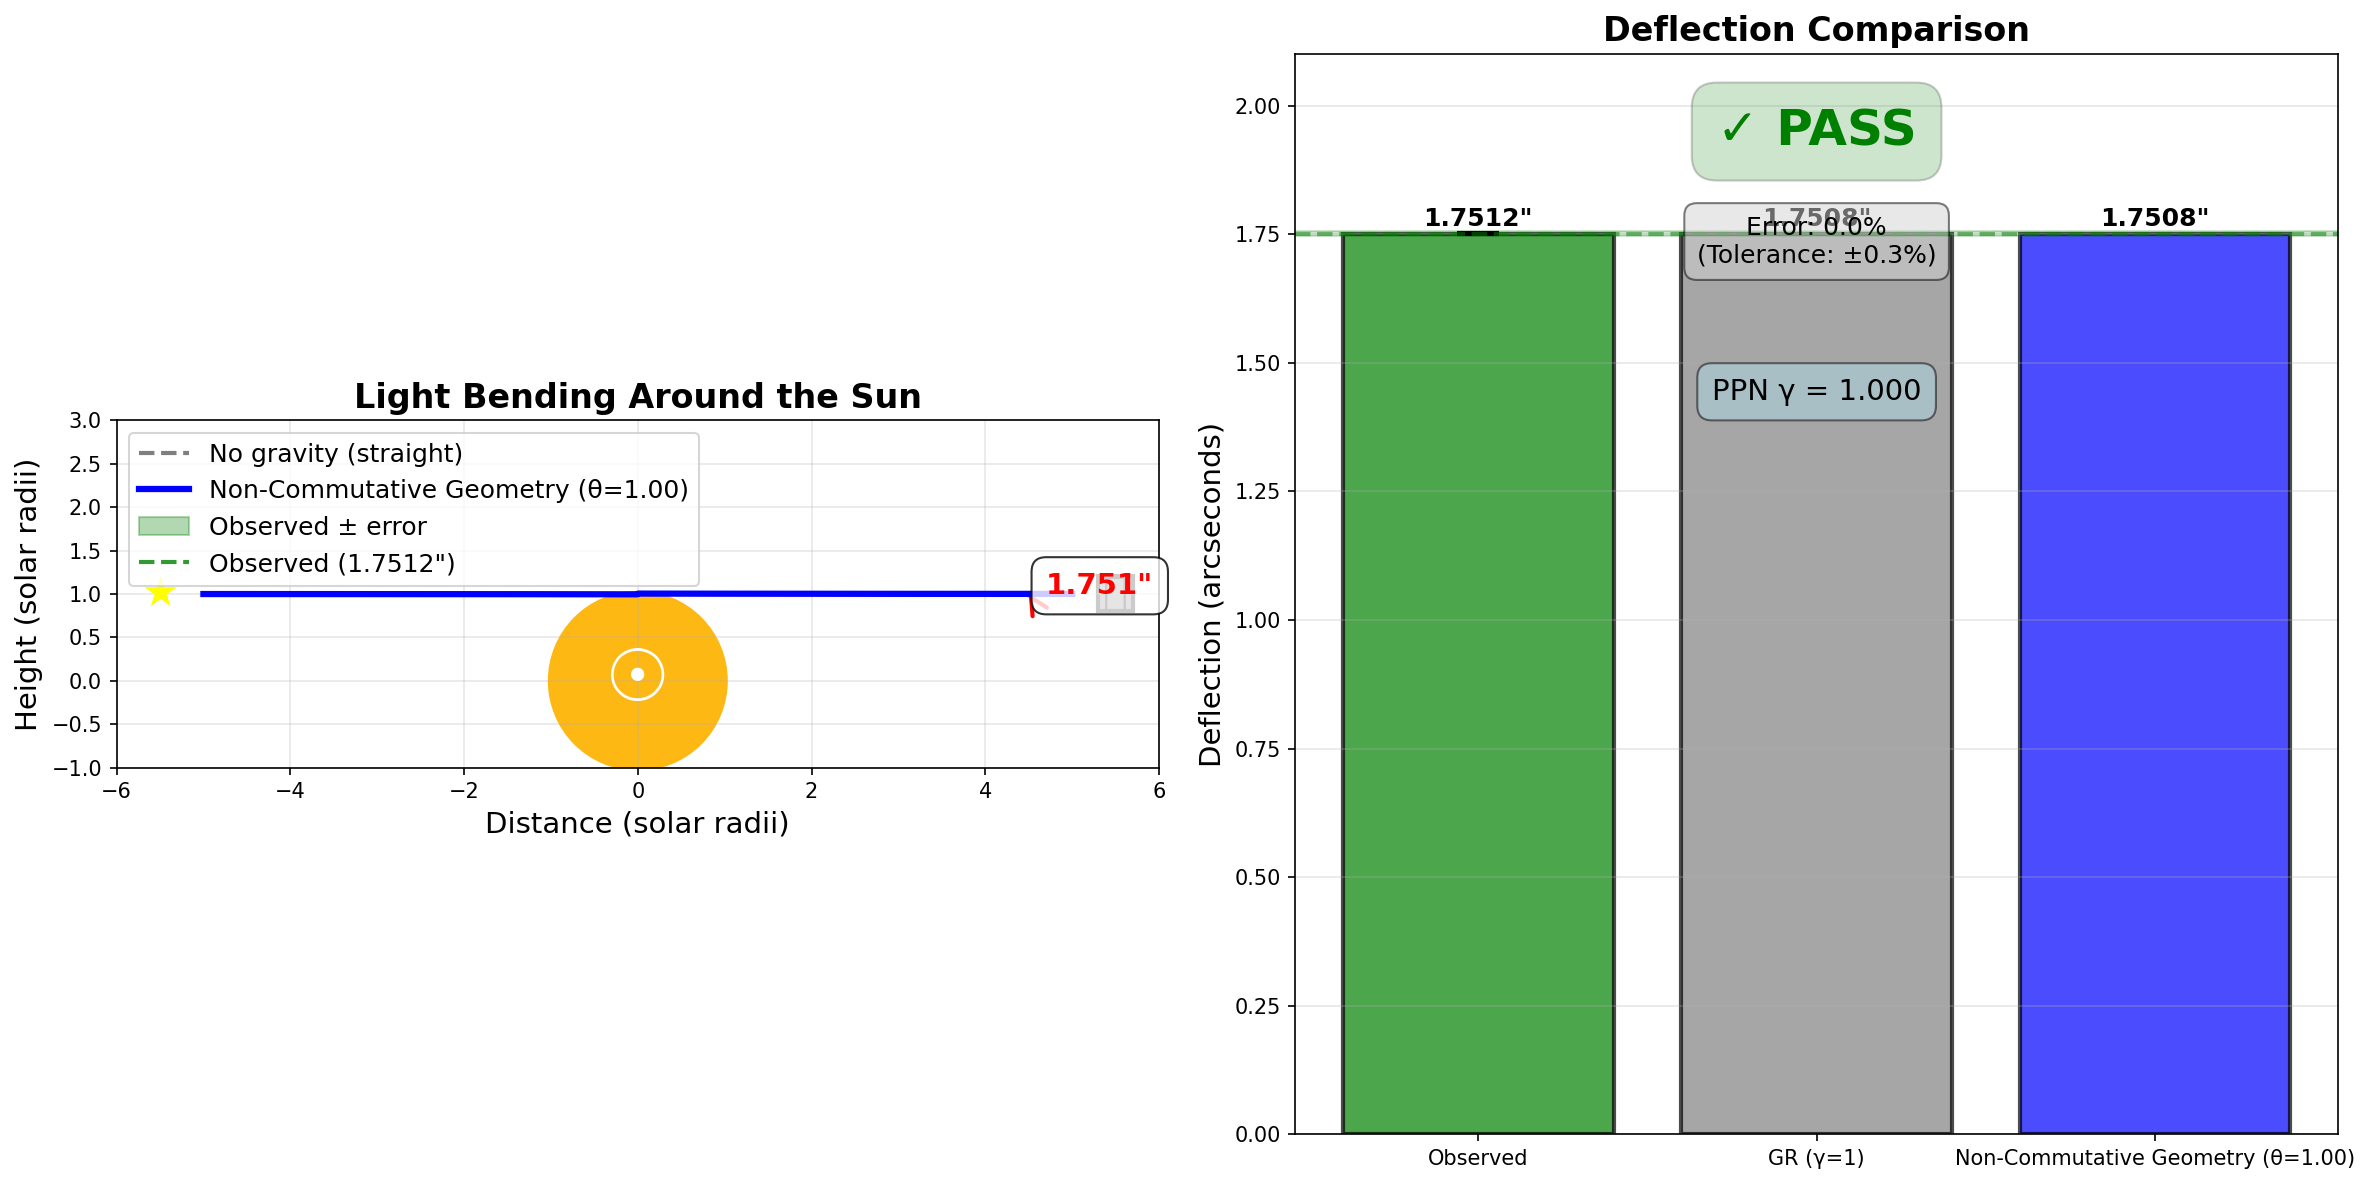 Light Bending Around the Sun
Height (solar radii)
3.0
2.5
2.0
1.5
1.0
0.5
0.0
−0.5
−1.0
No gravity (straight)
Non-Commutative Geometry (θ=1.00)
Observed ± error
Observed (1.7512")
1.751"
−6
−4
−2
0
2
4
6
Distance (solar radii)
Deflection Comparison
Deflection (arcseconds)
2.00
1.75
1.50
1.25
1.00
0.75
0.50
0.25
0.00
✓ PASS
1.7512"
1.7508"
1.7508"
Error: 0.0%
(Tolerance: ±0.3%)
PPN γ = 1.000
Observed
GR (γ=1)
Non-Commutative Geometry (θ=1.00)